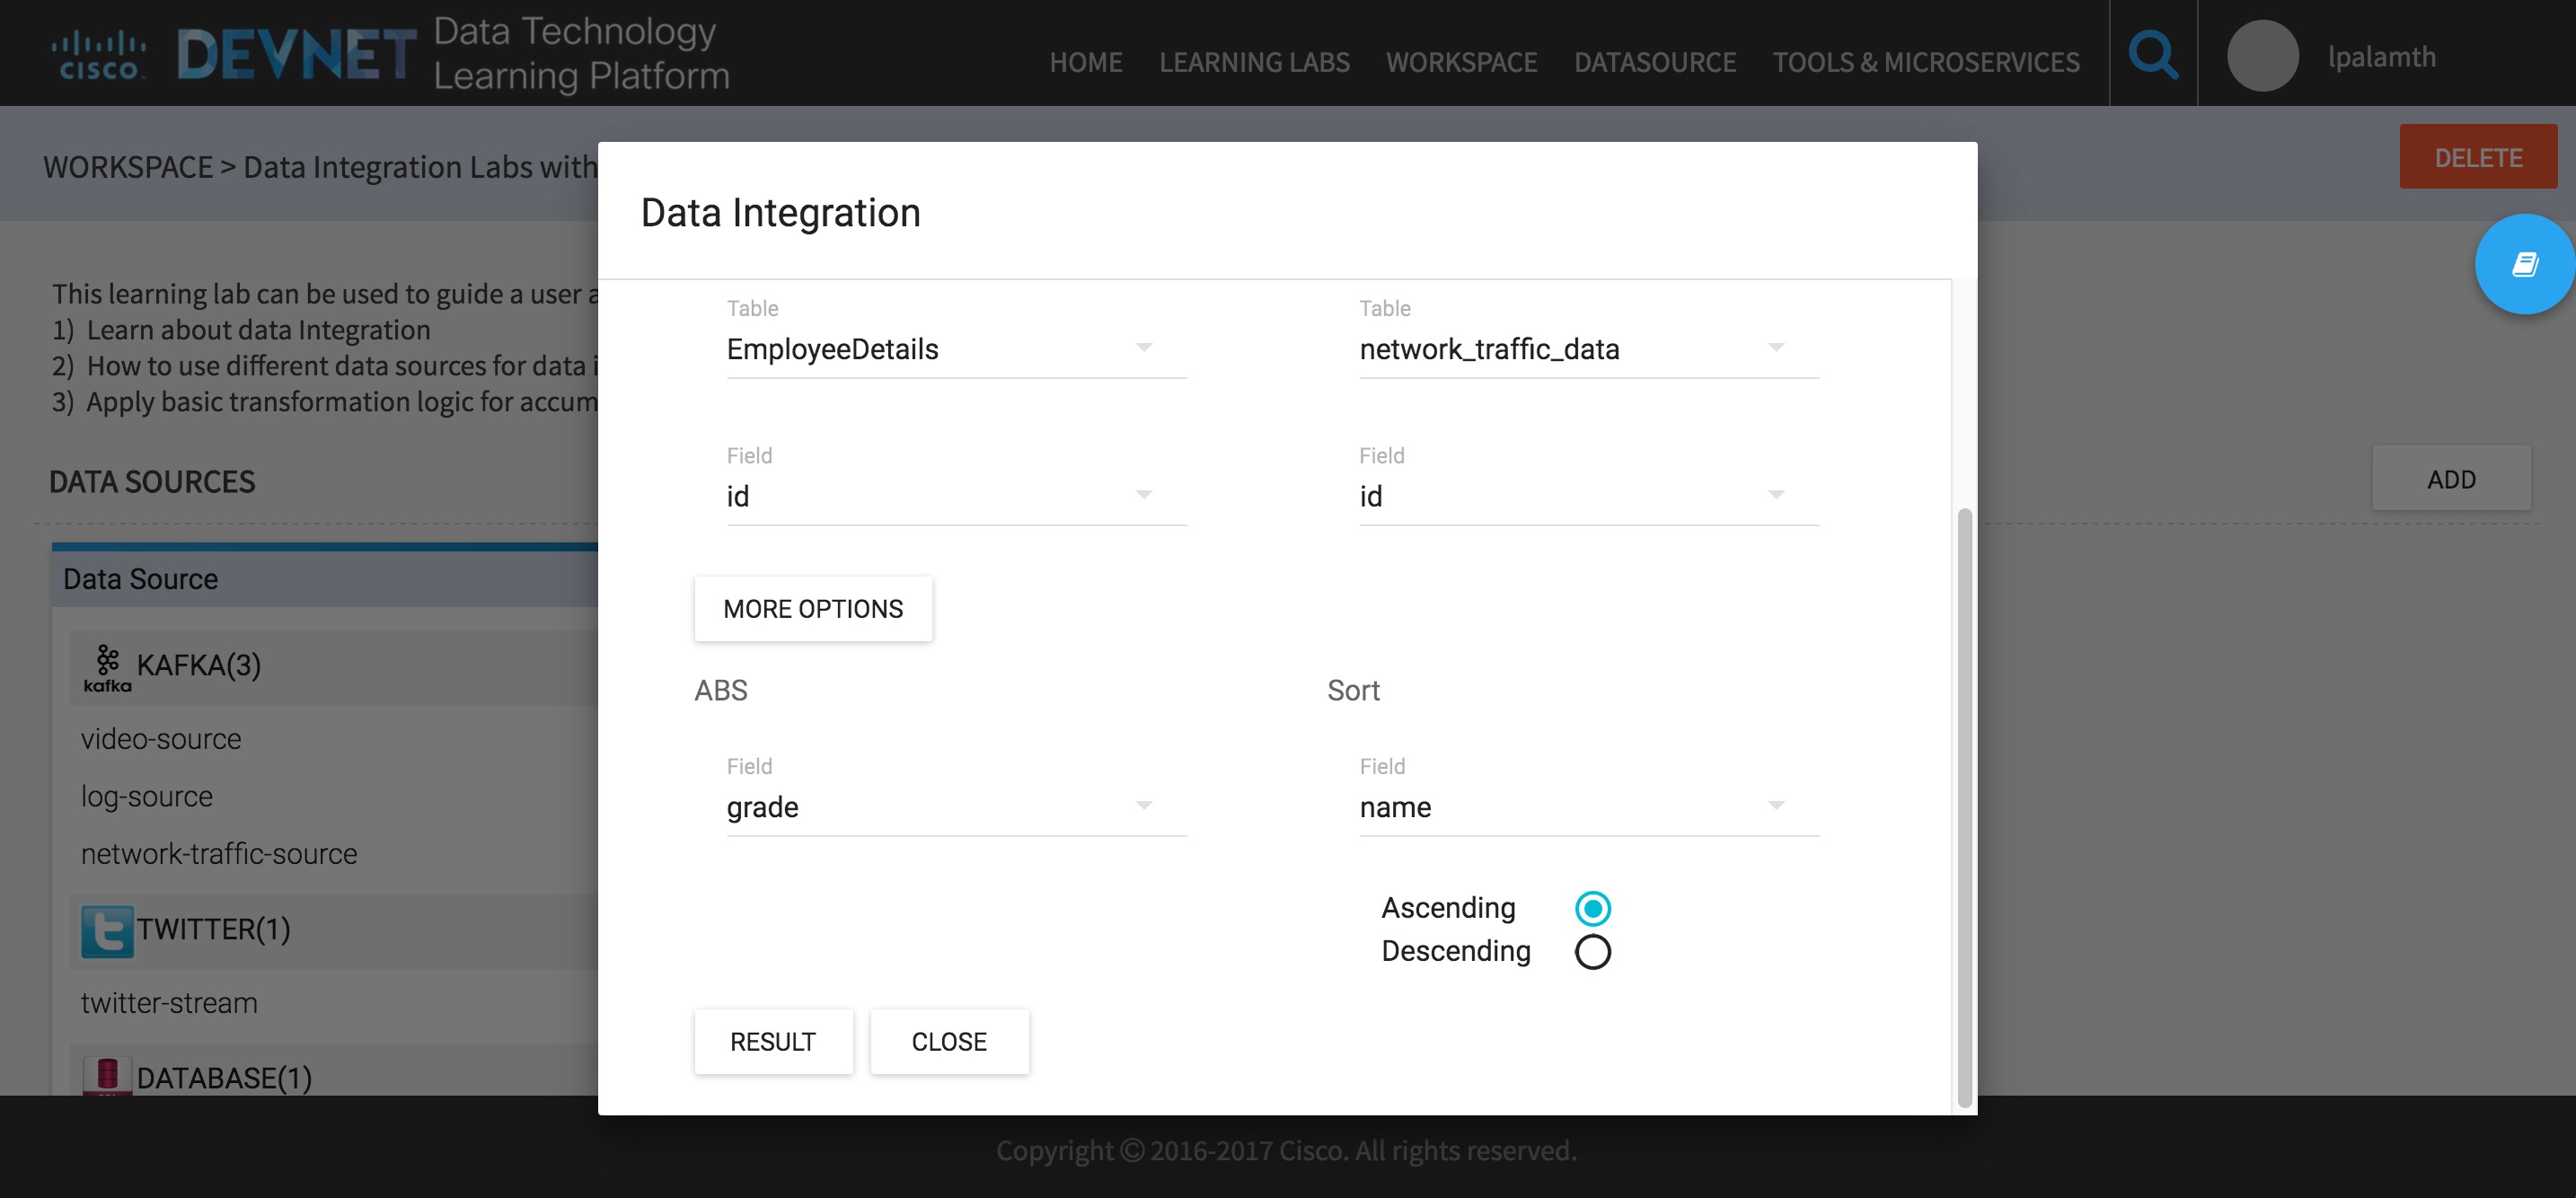 CISCO
DEVNET
Data Technology
Learning Platform
HOME
LEARNING LABS
WORKSPACE
DATASOURCE
TOOLS & MICROSERVICES
lpalamth
WORKSPACE > Data Integration Labs with
DELETE
This learning lab can be used to guide a user a
1) Learn about data Integration
2) How to use different data sources for data i
3) Apply basic transformation logic for accum
DATA SOURCES
ADD
Data Source
kafka
KAFKA(3)
video-source
log-source
network-traffic-source
TWITTER(1)
twitter-stream
DATABASE(1)
Data Integration
Table
EmployeeDetails
Table
network_traffic_data
Field
id
Field
id
MORE OPTIONS
ABS
Sort
Field
grade
Field
name
Ascending
Descending
RESULT
CLOSE
Copyright © 2016-2017 Cisco. All rights reserved.